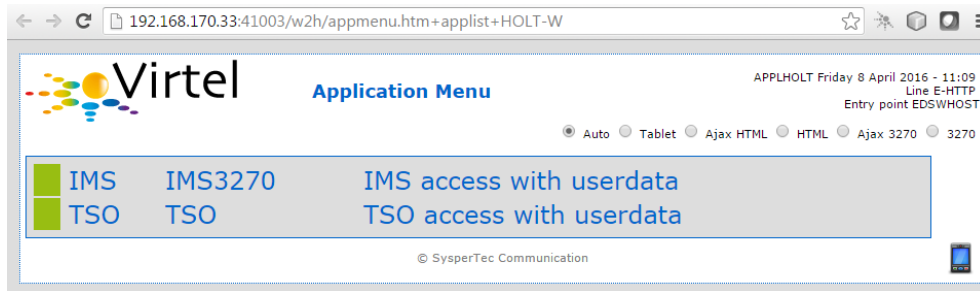 192.168.170.33:41003/w2h/appmenu.htm+applist+HOLT-W
Virtel
Application Menu
APPLHOLT Friday 8 April 2016 - 11:09
Line E-HTTP
Entry point EDSWHOST
Auto Tablet Ajax HTML HTML Ajax 3270 3270
IMS IMS3270 IMS access with userdata
TSO TSO TSO access with userdata
© SysperTec Communication